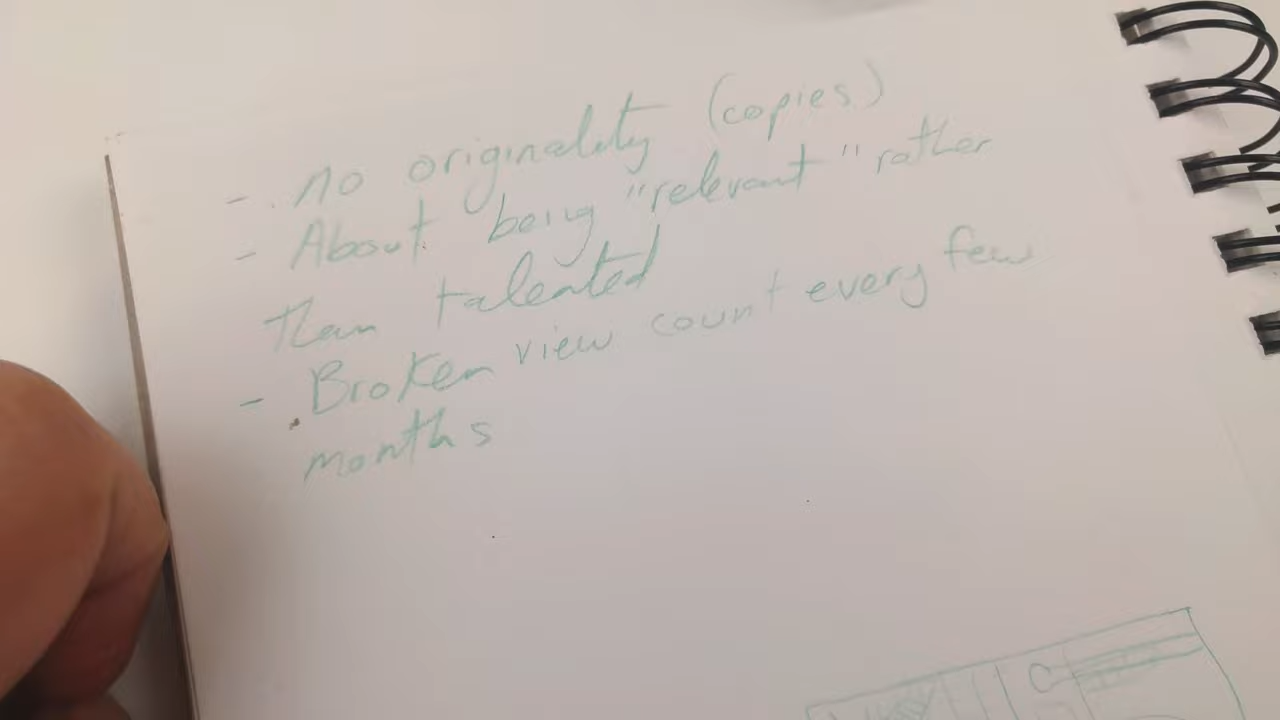 - no originality (copies)
- About being "relevant" rather
than talented
- Broken view count every few
months